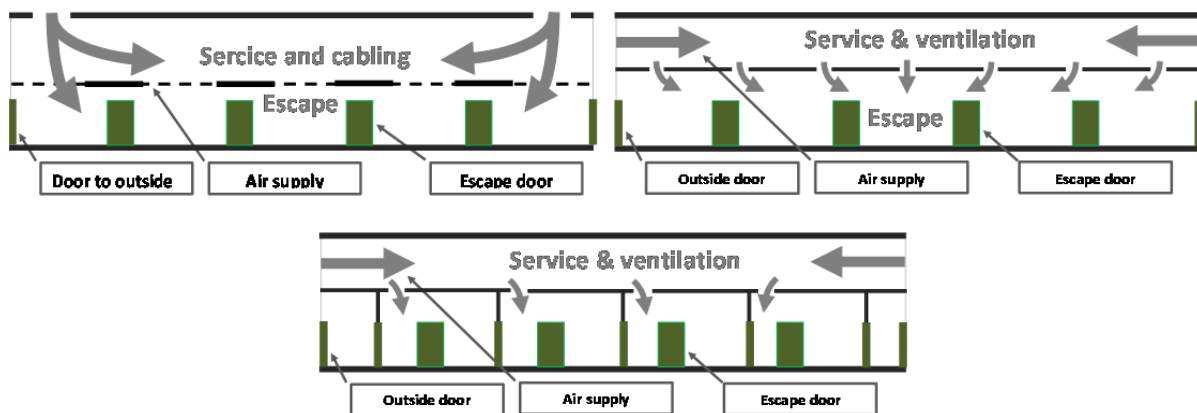 Sercice and cabling
Escape
Door to outside
Air supply
Escape door
Service & ventilation
Escape
Outside door
Air supply
Escape door
Service & ventilation
Outside door
Air supply
Escape door